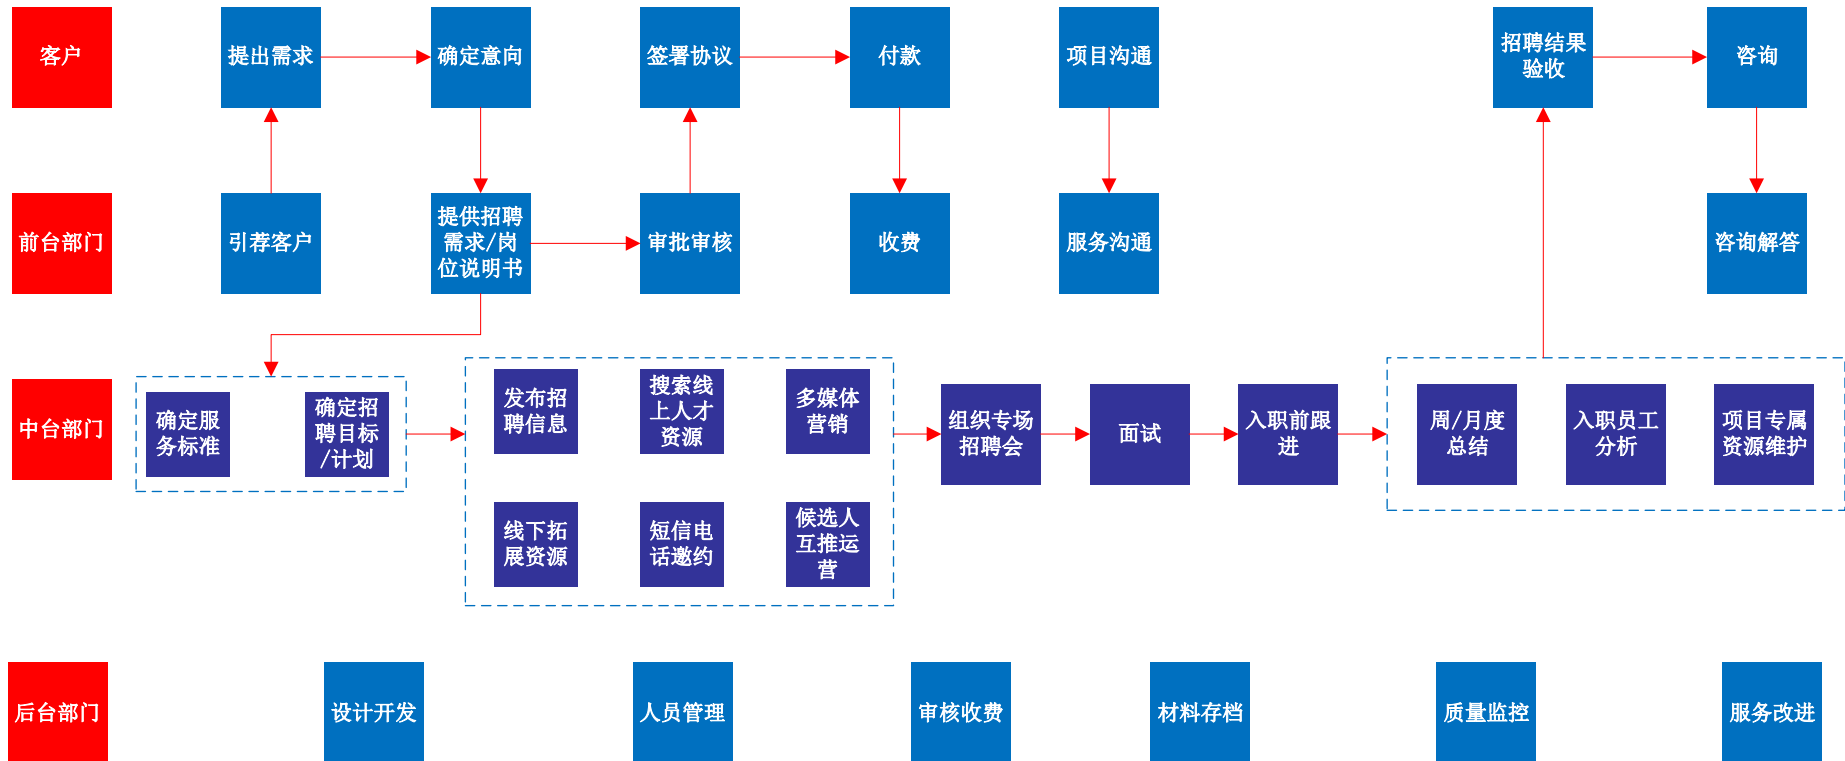 客户
提出需求
确定意向
签署协议
付款
项目沟通
招聘结果
验收
咨询
前台部门
引荐客户
提供招聘
需求/岗
位说明书
审批审核
收费
服务沟通
咨询解答
中台部门
确定服
务标准
确定招
聘目标
/计划
发布招
聘信息
搜索线
上人才
资源
多媒体
营销
线下拓
展资源
短信电
话邀约
候选人
互推运
营
组织专场
招聘会
面试
入职前跟
进
周/月度
总结
入职员工
分析
项目专属
资源维护
后台部门
设计开发
人员管理
审核收费
材料存档
质量监控
服务改进